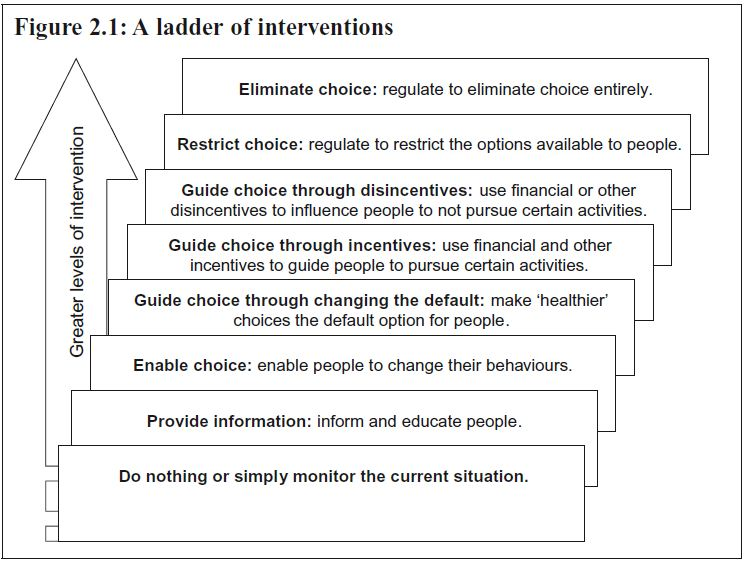 Figure 2.1: A ladder of interventions
Greater levels of intervention
Eliminate choice: regulate to eliminate choice entirely.
Restrict choice: regulate to restrict the options available to people.
Guide choice through disincentives: use financial or other
disincentives to influence people to not pursue certain activities.
Guide choice through incentives: use financial and other
incentives to guide people to pursue certain activities.
Guide choice through changing the default: make ‘healthier’
choices the default option for people.
Enable choice: enable people to change their behaviours.
Provide information: inform and educate people.
Do nothing or simply monitor the current situation.